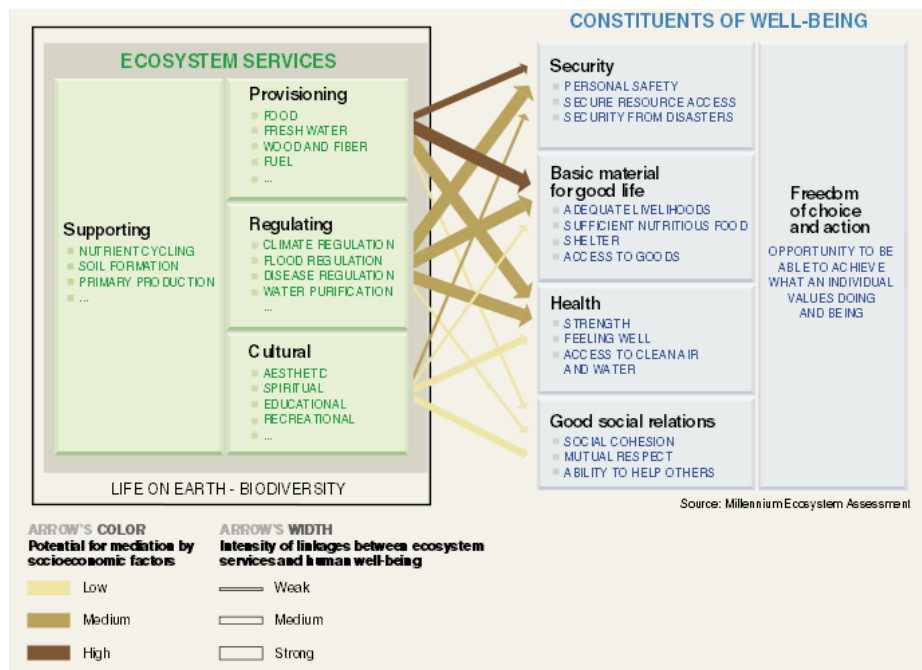 CONSTITUENTS OF WELL-BEING
ECOSYSTEM SERVICES
Supporting
NUTRIENT CYCLING
SOIL FORMATION
PRIMARY PRODUCTION
...
Provisioning
FOOD
FRESH WATER
WOOD AND FIBER
FUEL
...
Regulating
CLIMATE REGULATION
FLOOD REGULATION
DISEASE REGULATION
WATER PURIFICATION
...
Cultural
AESTHETIC
SPIRITUAL
EDUCATIONAL
RECREATIONAL
...
LIFE ON EARTH - BIODIVERSITY
Security
PERSONAL SAFETY
SECURE RESOURCE ACCESS
SECURITY FROM DISASTERS
Basic material
for good life
ADEQUATE LIVELIHOODS
SUFFICIENT NUTRITIOUS FOOD
SHELTER
ACCESS TO GOODS
Health
STRENGTH
FEELING WELL
ACCESS TO CLEAN AIR
AND WATER
Good social relations
SOCIAL COHESION
MUTUAL RESPECT
ABILITY TO HELP OTHERS
Freedom
of choice
and action
OPPORTUNITY TO BE
ABLE TO ACHIEVE
WHAT AN INDIVIDUAL
VALUES DOING
AND BEING
Source: Millennium Ecosystem Assessment
ARROW'S COLOR
Potential for mediation by
socioeconomic factors
Low
Medium
High
ARROW'S WIDTH
Intensity of linkages between ecosystem
services and human well-being
Weak
Medium
Strong